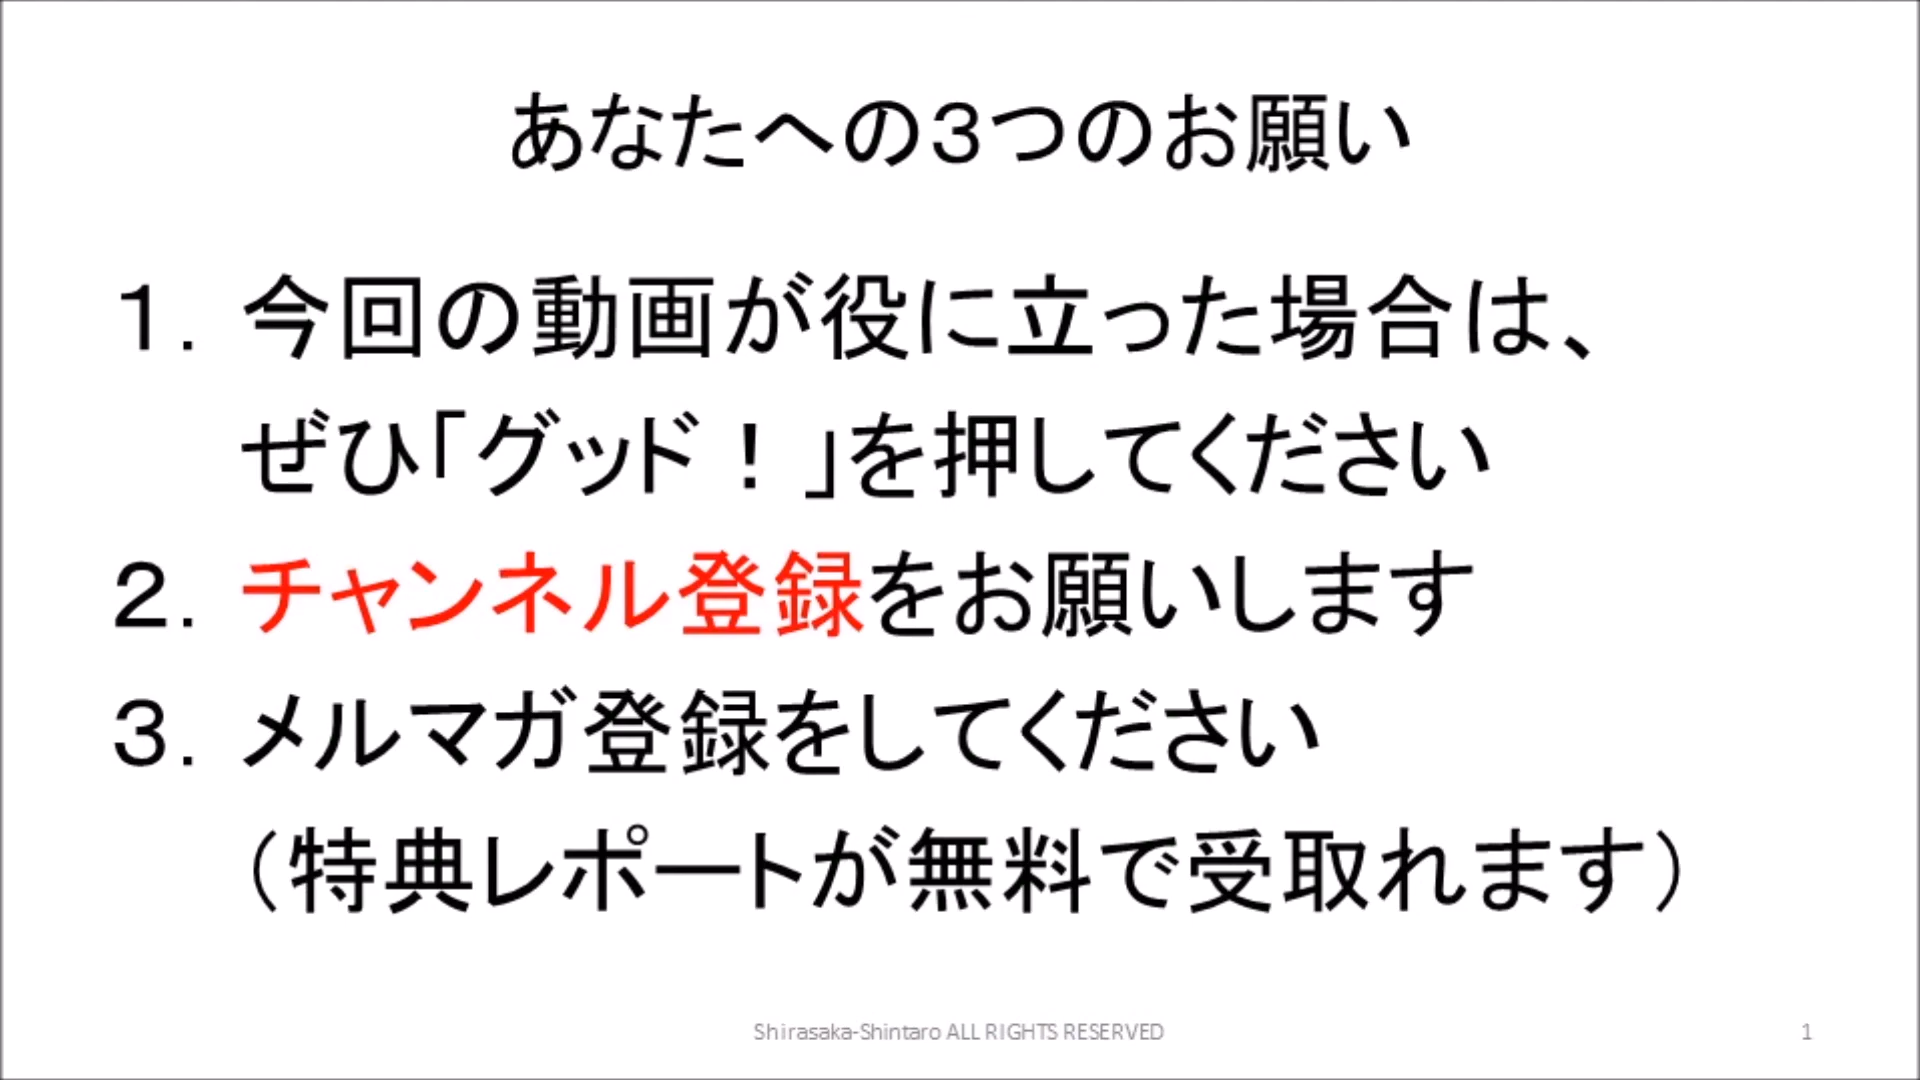 あなたへの３つのお願い
１．今回の動画が役に立った場合は、
ぜひ「グッド！」を押してください
２．チャンネル登録をお願いします
３．メルマガ登録をしてください
（特典レポートが無料で受取れます）
Shirasaka-Shintaro ALL RIGHTS RESERVED
1